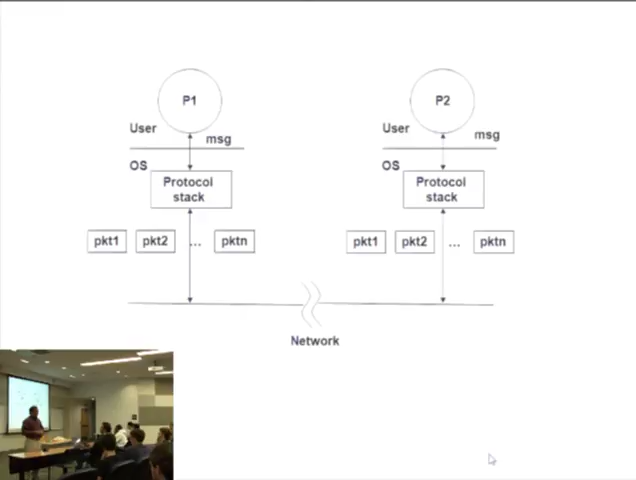 P1
User
msg
OS
Protocol
stack
pkt1 pkt2 ... pktn
P2
User
msg
OS
Protocol
stack
pkt1 pkt2 ... pktn
Network